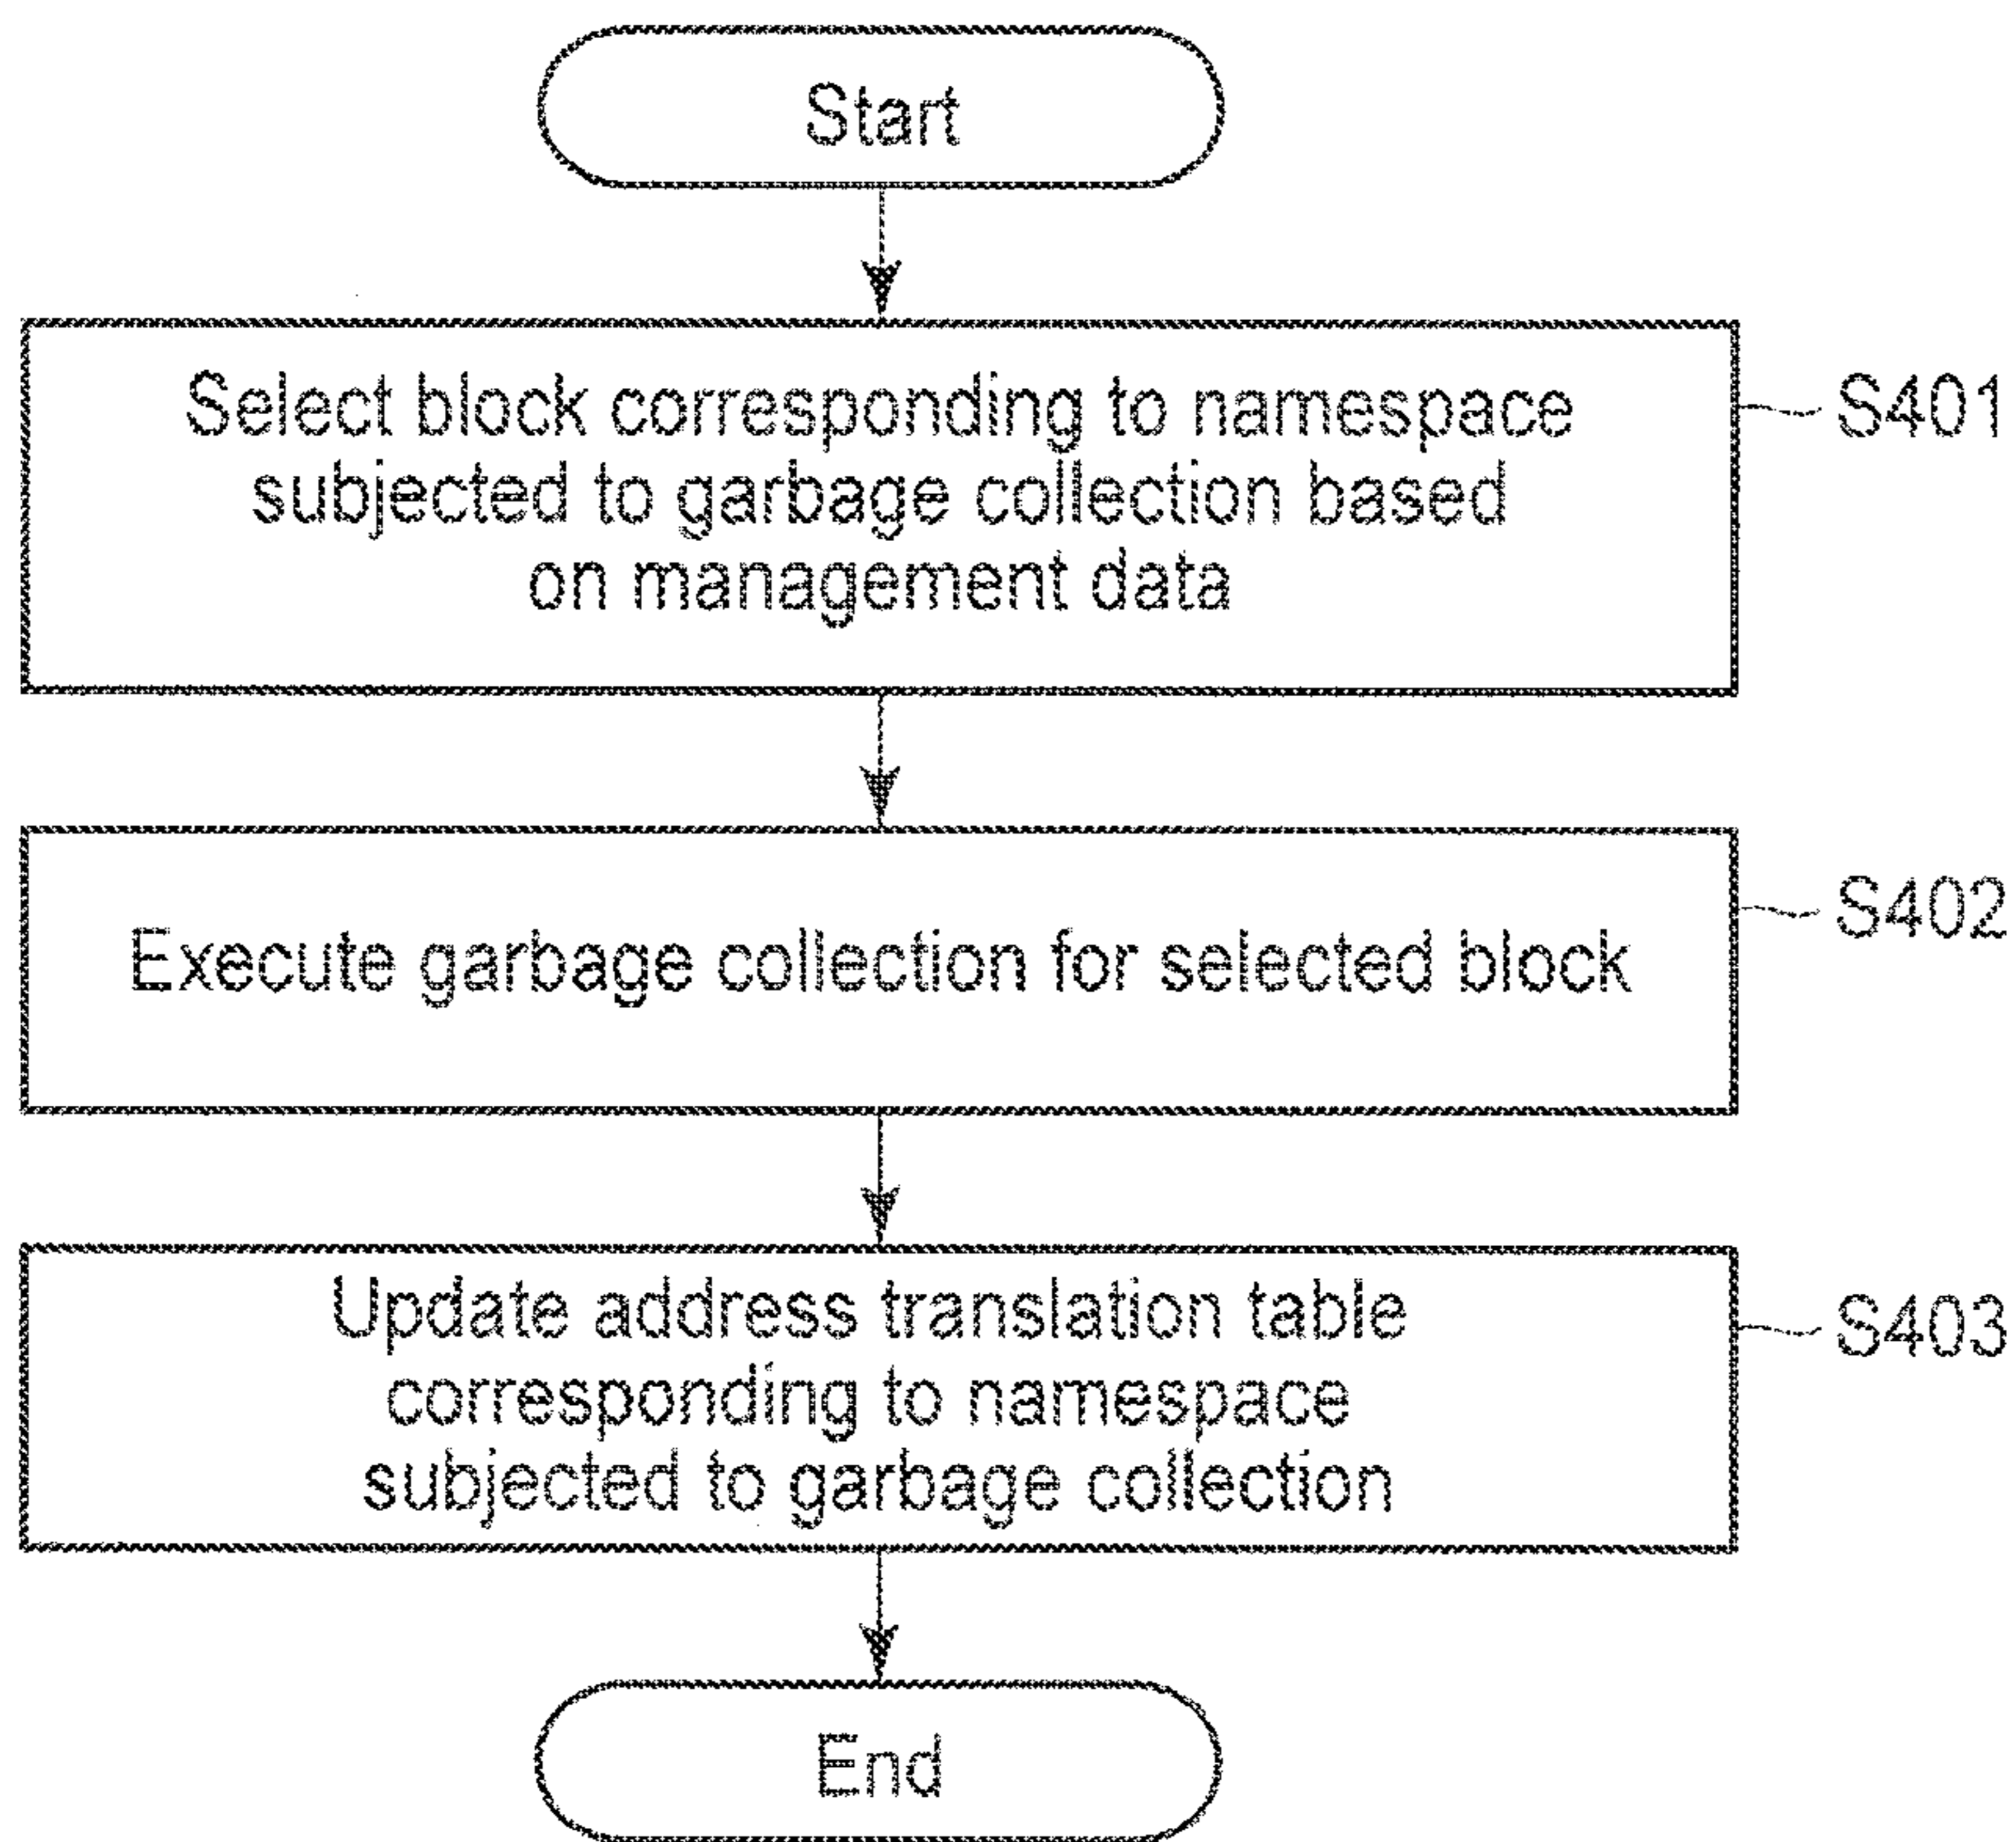 Start
Select block corresponding to namespace
subjected to garbage collection based
on management data
S401
Execute garbage collection for selected block
S402
Update address translation table
corresponding to namespace
subjected to garbage collection
S403
End